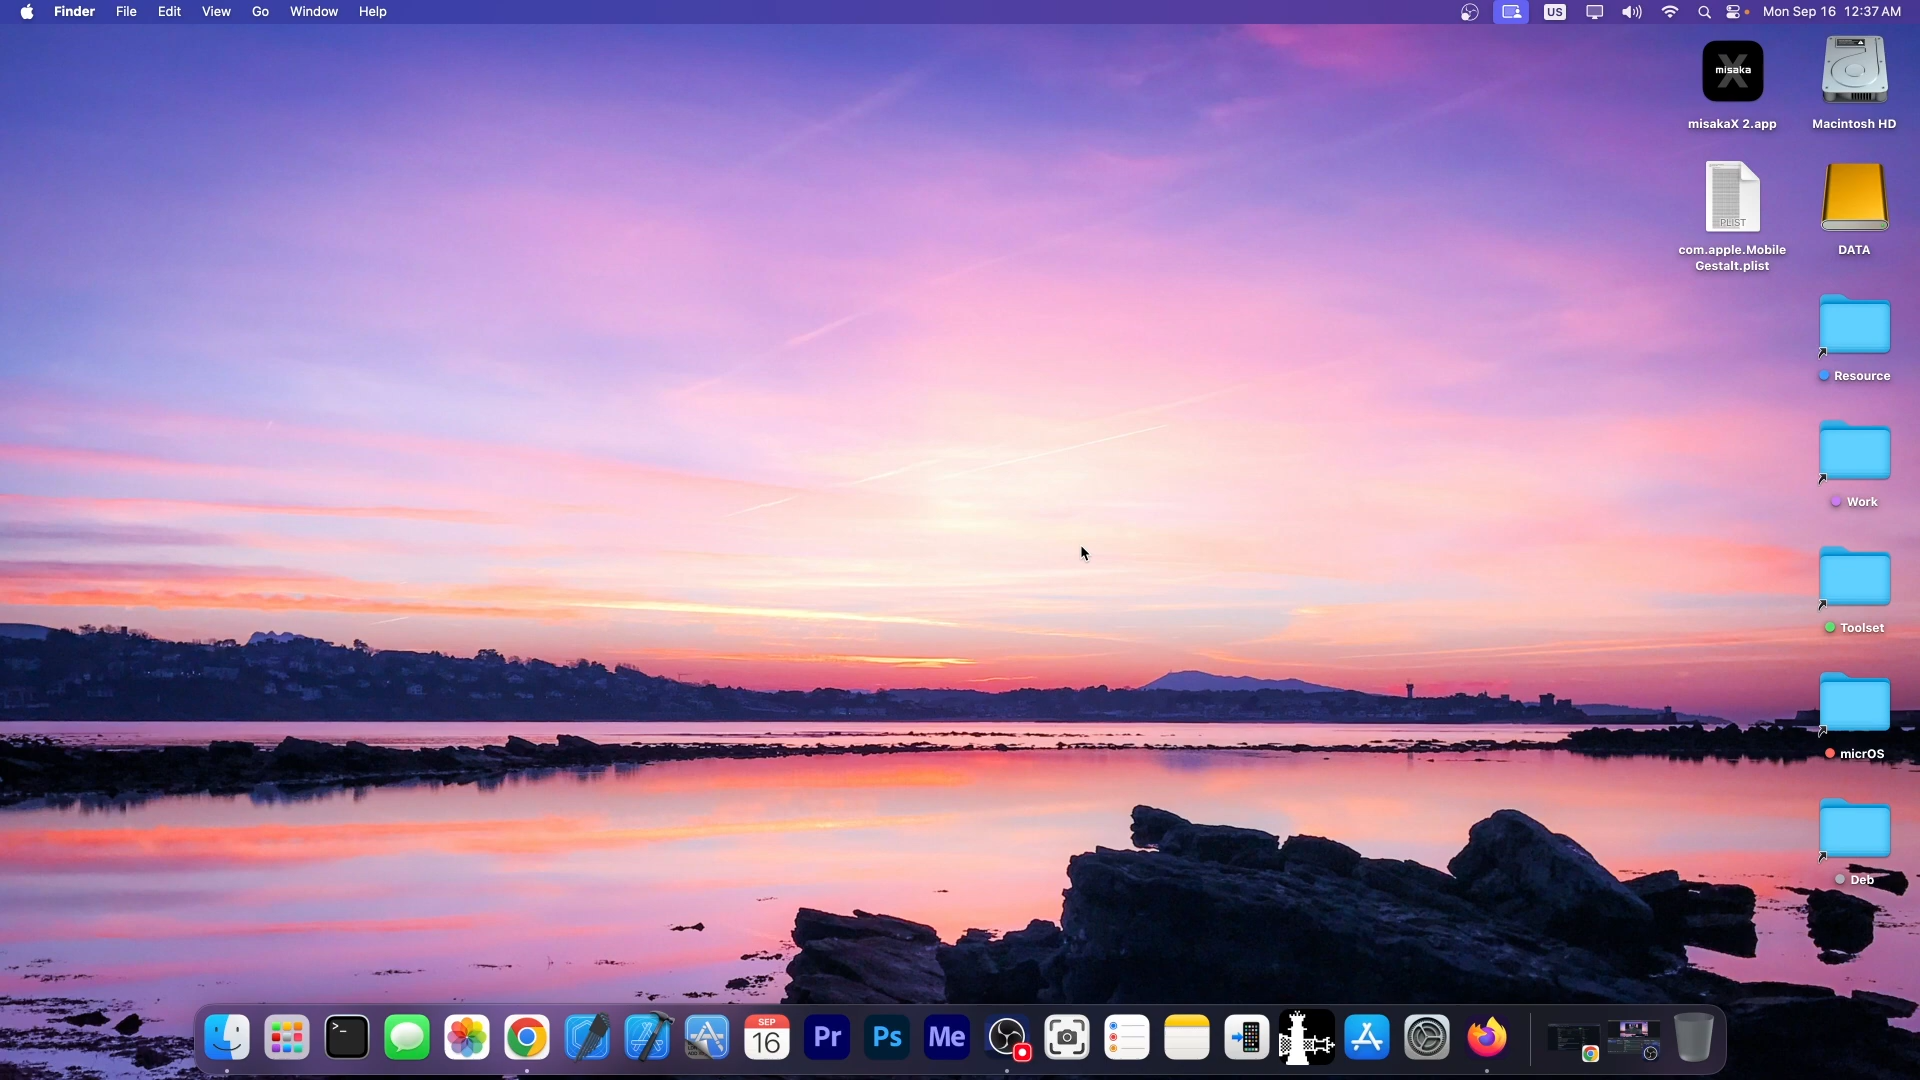 Finder File Edit View Go Window Help
US
Mon Sep 16 12:37 AM
misaka
misakaX 2.app
Macintosh HD
PLIST
com.apple.Mobile
Gestalt.plist
DATA
Resource
Work
Toolset
micrOS
Deb
>_
SEP
16
Pr
Ps
Me